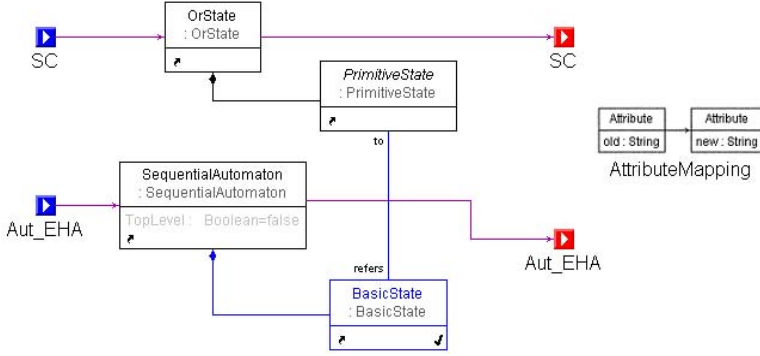 OrState
: OrState
SC
SC
PrimitiveState
: PrimitiveState
to
Attribute
old : String
Attribute
new : String
AttributeMapping
SequentialAutomaton
: SequentialAutomaton
TopLevel : Boolean=false
Aut_EHA
Aut_EHA
refers
BasicState
: BasicState